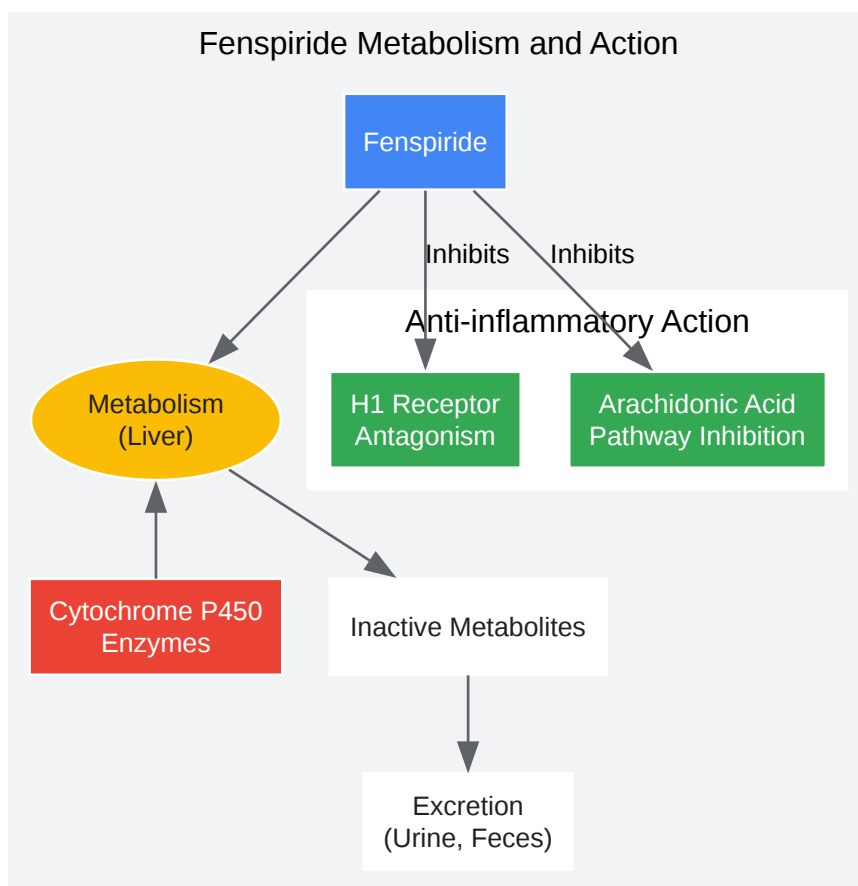 Fenspiride Metabolism and Action
Fenspiride
Inhibits
Inhibits
Anti-inflammatory Action
Metabolism
(Liver)
H1 Receptor
Antagonism
Arachidonic Acid
Pathway Inhibition
Cytochrome P450
Enzymes
Inactive Metabolites
Excretion
(Urine, Feces)